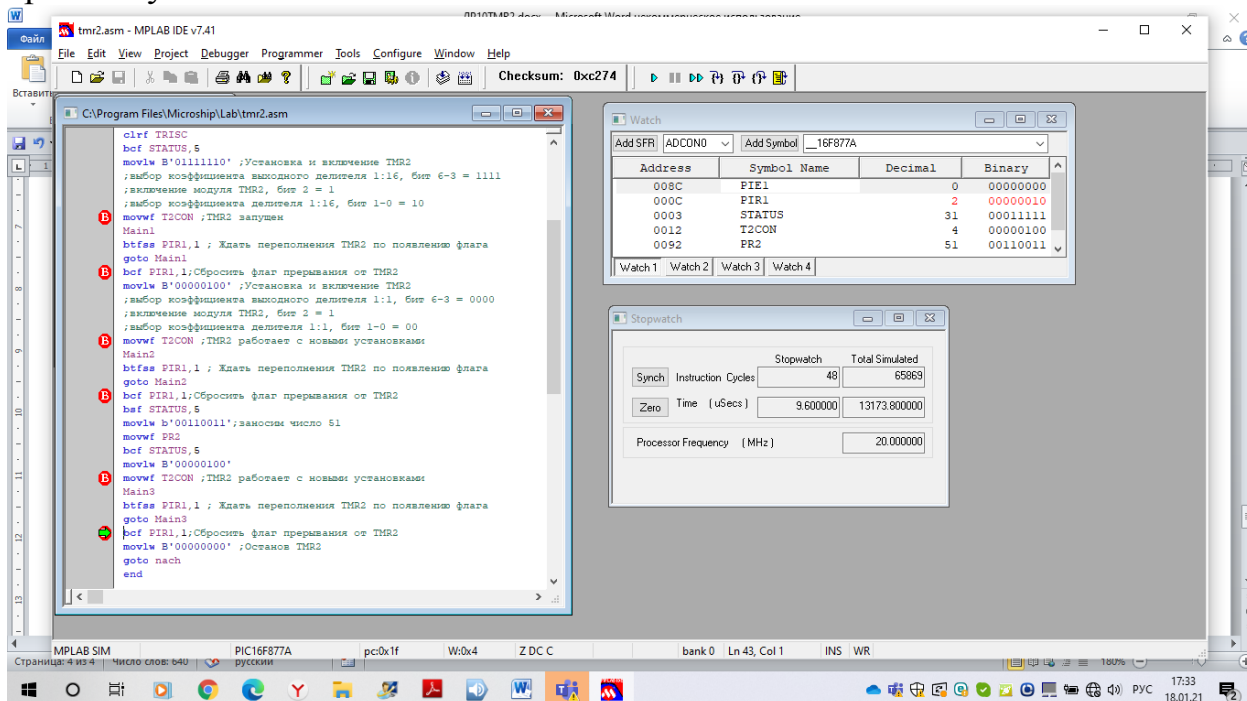 tmr2.asm - MPLAB IDE v7.41
Файл
File Edit View Project Debugger Programmer Tools Configure Window Help
Checksum: 0xc274
C:\Program Files\Microship\Lab\tmr2.asm
clrf TRISC
bcf STATUS,5
movlw B'01111110' ;Установка и включение TMR2
;выбор коэффициента выходного делителя 1:16, бит 6-3 = 1111
;включение модуля TMR2, бит 2 = 1
;выбор коэффициента делителя 1:16, бит 1-0 = 10
movwf T2CON ;TMR2 запущен
Main1
btfss PIR1,1 ; Ждать переполнения TMR2 по появлению флага
goto Main1
bcf PIR1,1;Сбросить флаг прерывания от TMR2
movlw B'00000100' ;Установка и включение TMR2
;выбор коэффициента выходного делителя 1:1, бит 6-3 = 0000
;включение модуля TMR2, бит 2 = 1
;выбор коэффициента делителя 1:1, бит 1-0 = 00
movwf T2CON ;TMR2 работает с новыми установками
Main2
btfss PIR1,1 ; Ждать переполнения TMR2 по появлению флага
goto Main2
bcf PIR1,1;Сбросить флаг прерывания от TMR2
bsf STATUS,5
movlw b'00110011';заносим число 51
movwf PR2
bcf STATUS,5
movlw B'00000100'
movwf T2CON ;TMR2 работает с новыми установками
Main3
btfss PIR1,1 ; Ждать переполнения TMR2 по появлению флага
goto Main3
bcf PIR1,1;Сбросить флаг прерывания от TMR2
movlw B'00000000' ;Останов TMR2
goto nach
end
Watch
Add SFR ADCON0 Add Symbol __16F877A
Address Symbol Name Decimal Binary
008C PIE1 0 00000000
000C PIR1 2 00000010
0003 STATUS 31 00011111
0012 T2CON 4 00000100
0092 PR2 51 00110011
Watch 1 Watch 2 Watch 3 Watch 4
Stopwatch
Stopwatch Total Simulated
Synch Instruction Cycles 48 65869
Zero Time (uSecs) 9.600000 13173.800000
Processor Frequency (MHz) 20.000000
MPLAB SIM PIC16F877A pc:0x1f W:0x4 Z DC C bank 0 Ln 43, Col 1 INS WR
Страница: 4 из 4 Число слов: 640 русский 180%
РУС 17:33
18.01.21